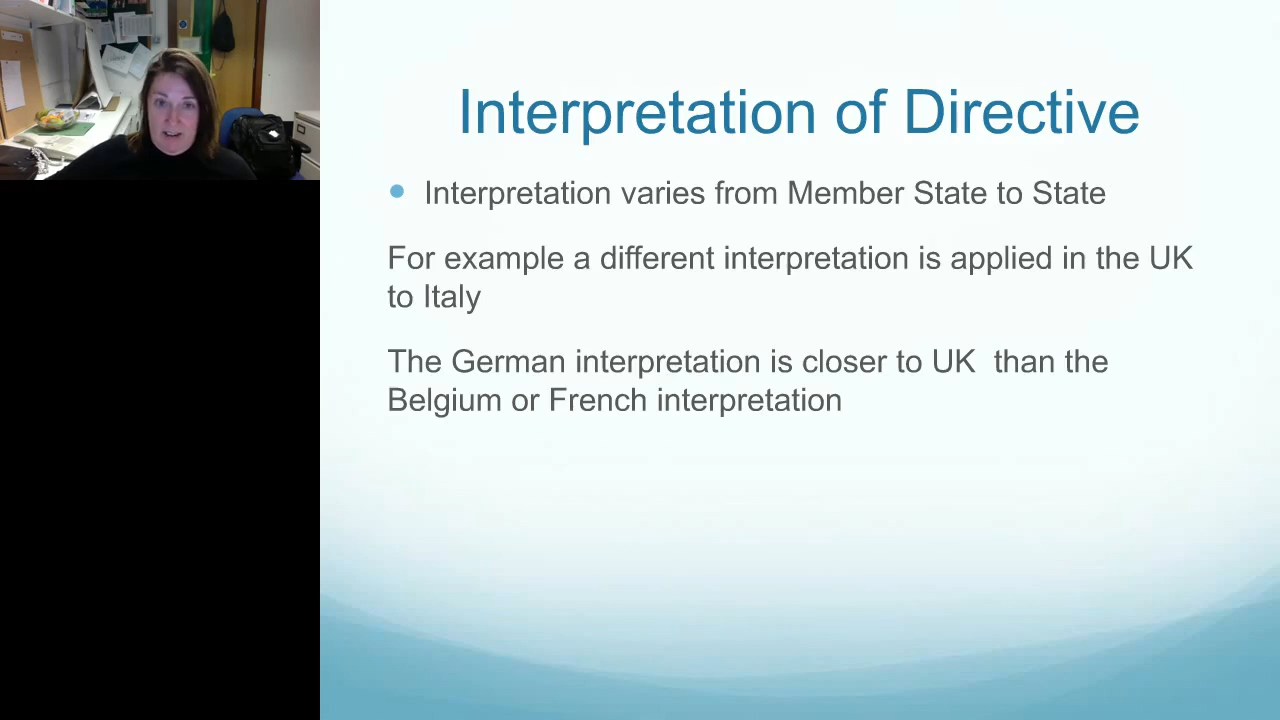 Interpretation of Directive
Interpretation varies from Member State to State
For example a different interpretation is applied in the UK
to Italy
The German interpretation is closer to UK  than the
Belgium or French interpretation